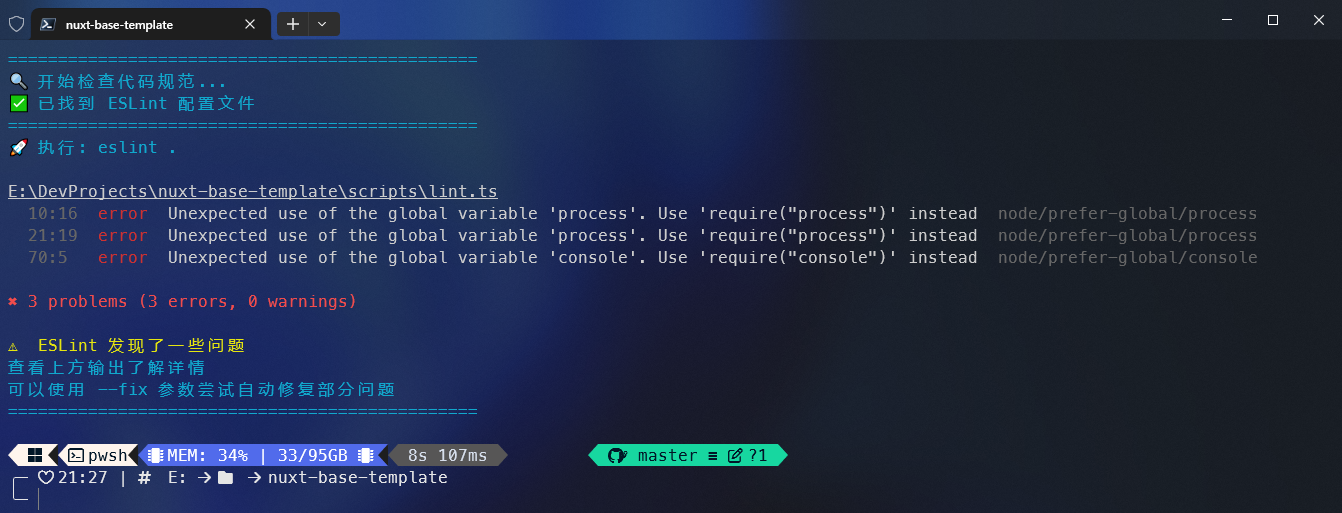 nuxt-base-template
===============================================
🔍 开始检查代码规范...
✅ 已找到 ESLint 配置文件
===============================================
🚀 执行: eslint .
E:\DevProjects\nuxt-base-template\scripts\lint.ts
10:16 error Unexpected use of the global variable 'process'. Use 'require("process")' instead node/prefer-global/process
21:19 error Unexpected use of the global variable 'process'. Use 'require("process")' instead node/prefer-global/process
70:5 error Unexpected use of the global variable 'console'. Use 'require("console")' instead node/prefer-global/console
✖ 3 problems (3 errors, 0 warnings)
⚠ ESLint 发现了一些问题
查看上方输出了解详情
可以使用 --fix 参数尝试自动修复部分问题
===============================================
pwsh MEM: 34% | 33/95GB 8s 107ms master ≡ ?1
21:27 | # E: → → nuxt-base-template